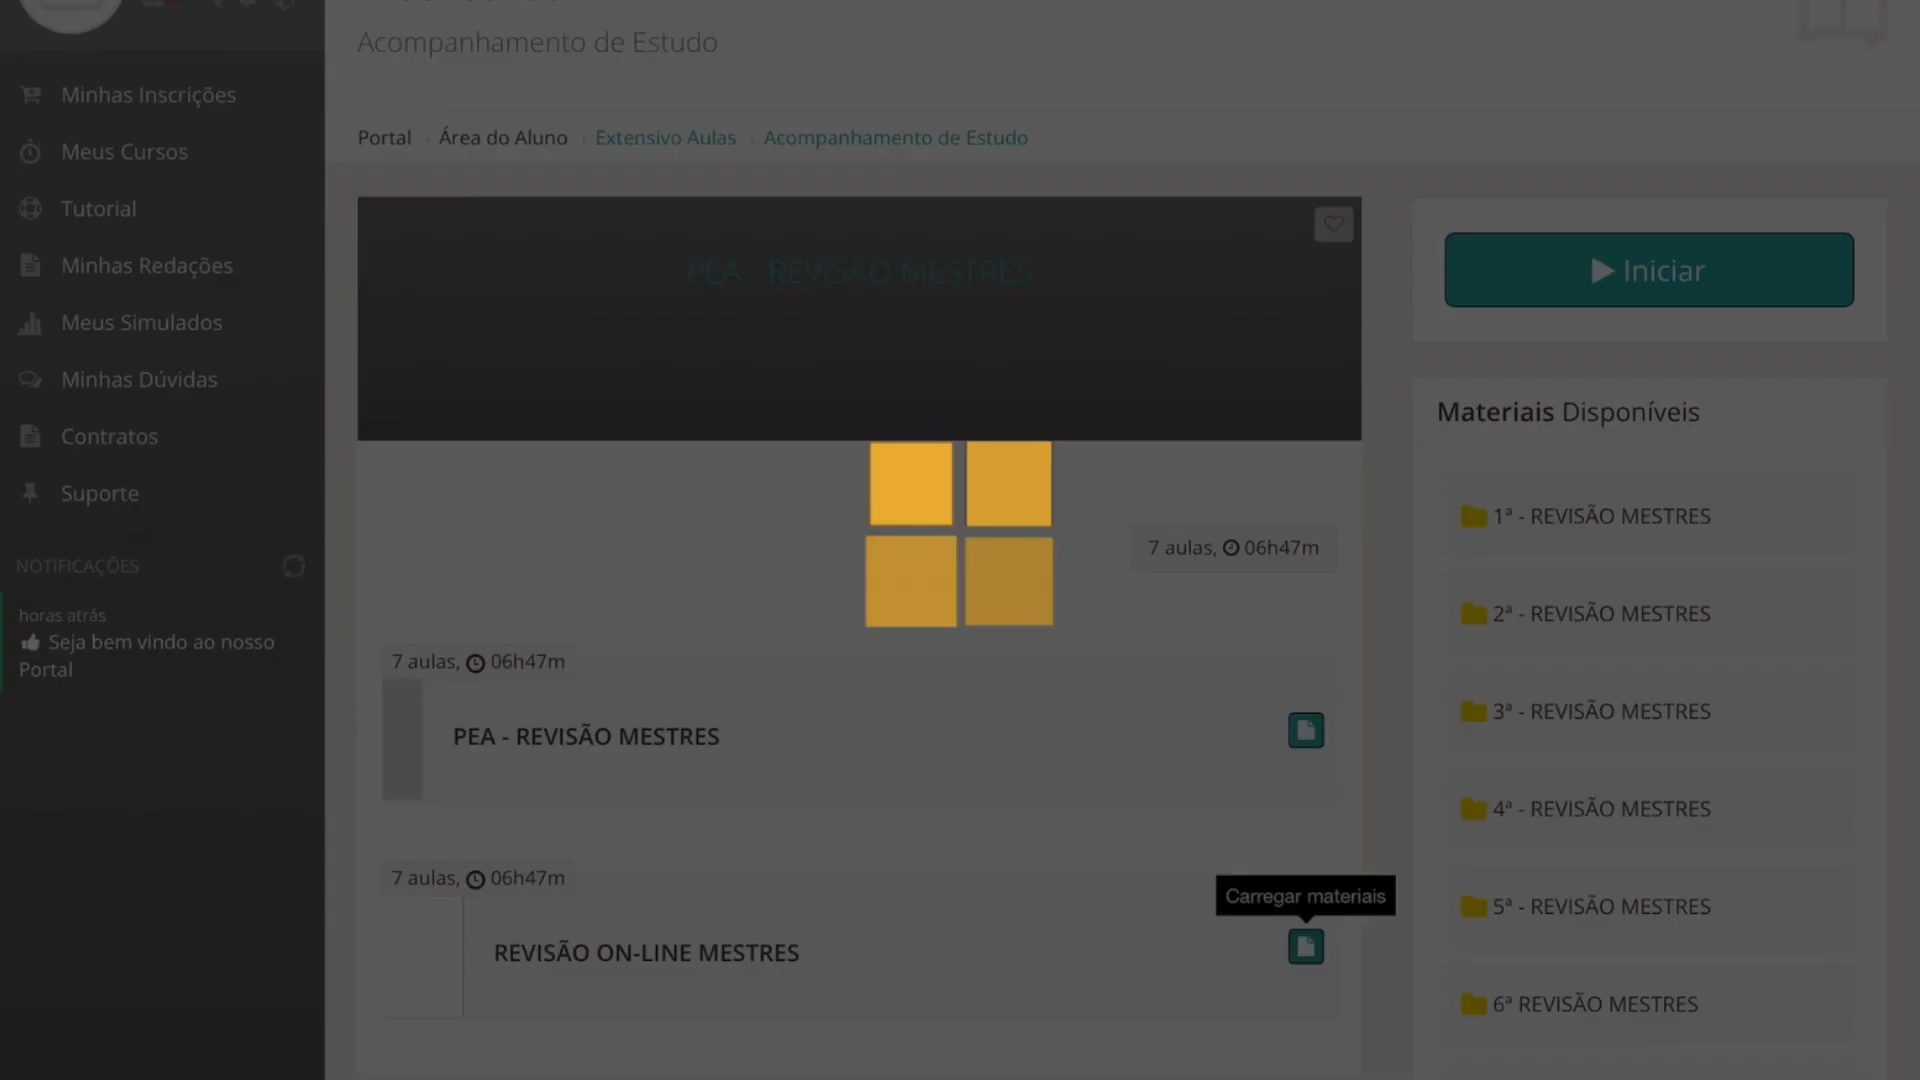 Acompanhamento de Estudo
Minhas Inscrições
Meus Cursos
Tutorial
Minhas Redações
Meus Simulados
Minhas Dúvidas
Contratos
Suporte
NOTIFICAÇÕES
horas atrás
Seja bem vindo ao nosso
Portal
Portal Área do Aluno Extensivo Aulas Acompanhamento de Estudo
PEA - REVISÃO MESTRES
7 aulas, 06h47m
7 aulas, 06h47m
PEA - REVISÃO MESTRES
7 aulas, 06h47m
Carregar materiais
REVISÃO ON-LINE MESTRES
Iniciar
Materiais Disponíveis
1ª - REVISÃO MESTRES
2ª - REVISÃO MESTRES
3ª - REVISÃO MESTRES
4ª - REVISÃO MESTRES
5ª - REVISÃO MESTRES
6ª REVISÃO MESTRES